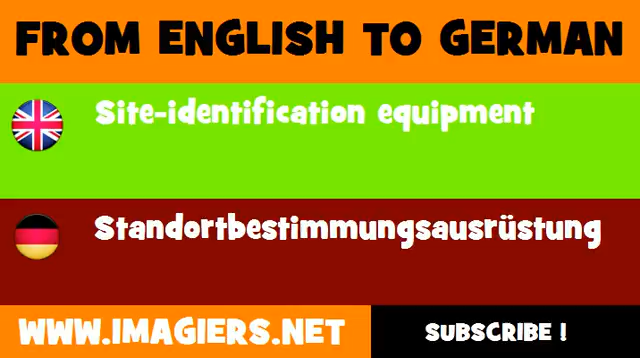 FROM ENGLISH TO GERMAN
Site-identification equipment
Standortbestimmungsausrüstung
WWW.IMAGIERS.NET
SUBSCRIBE !